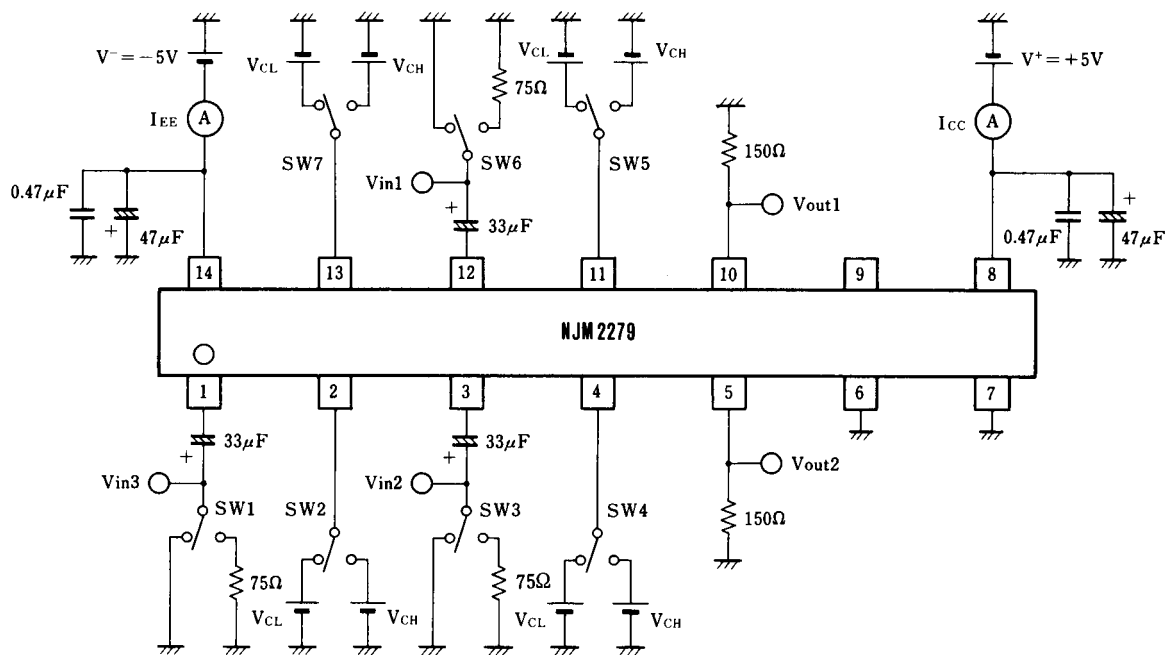 V⁻=−5V
VCL
VCH
75Ω
VCL
VCH
V⁺=+5V
IEE
A
ICC
A
SW7
SW6
SW5
150Ω
0.47μF
+
47μF
Vin1
+
33μF
Vout1
0.47μF
+
47μF
14
13
12
11
10
9
8
NJM2279
1
2
3
4
5
6
7
33μF
+
33μF
+
Vin3
Vin2
Vout2
SW1
SW2
SW3
SW4
150Ω
75Ω
75Ω
VCL
VCH
VCL
VCH